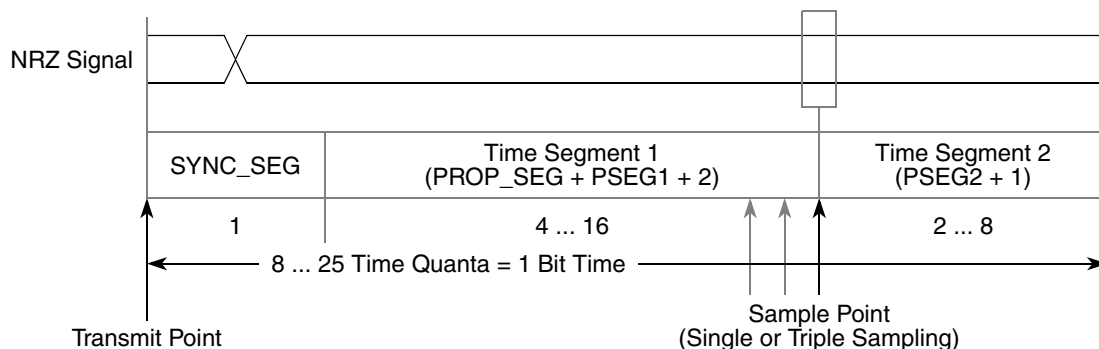 NRZ Signal
SYNC_SEG
Time Segment 1
(PROP_SEG + PSEG1 + 2)
Time Segment 2
(PSEG2 + 1)
1
4 ... 16
2 ... 8
8 ... 25 Time Quanta = 1 Bit Time
Transmit Point
Sample Point
(Single or Triple Sampling)